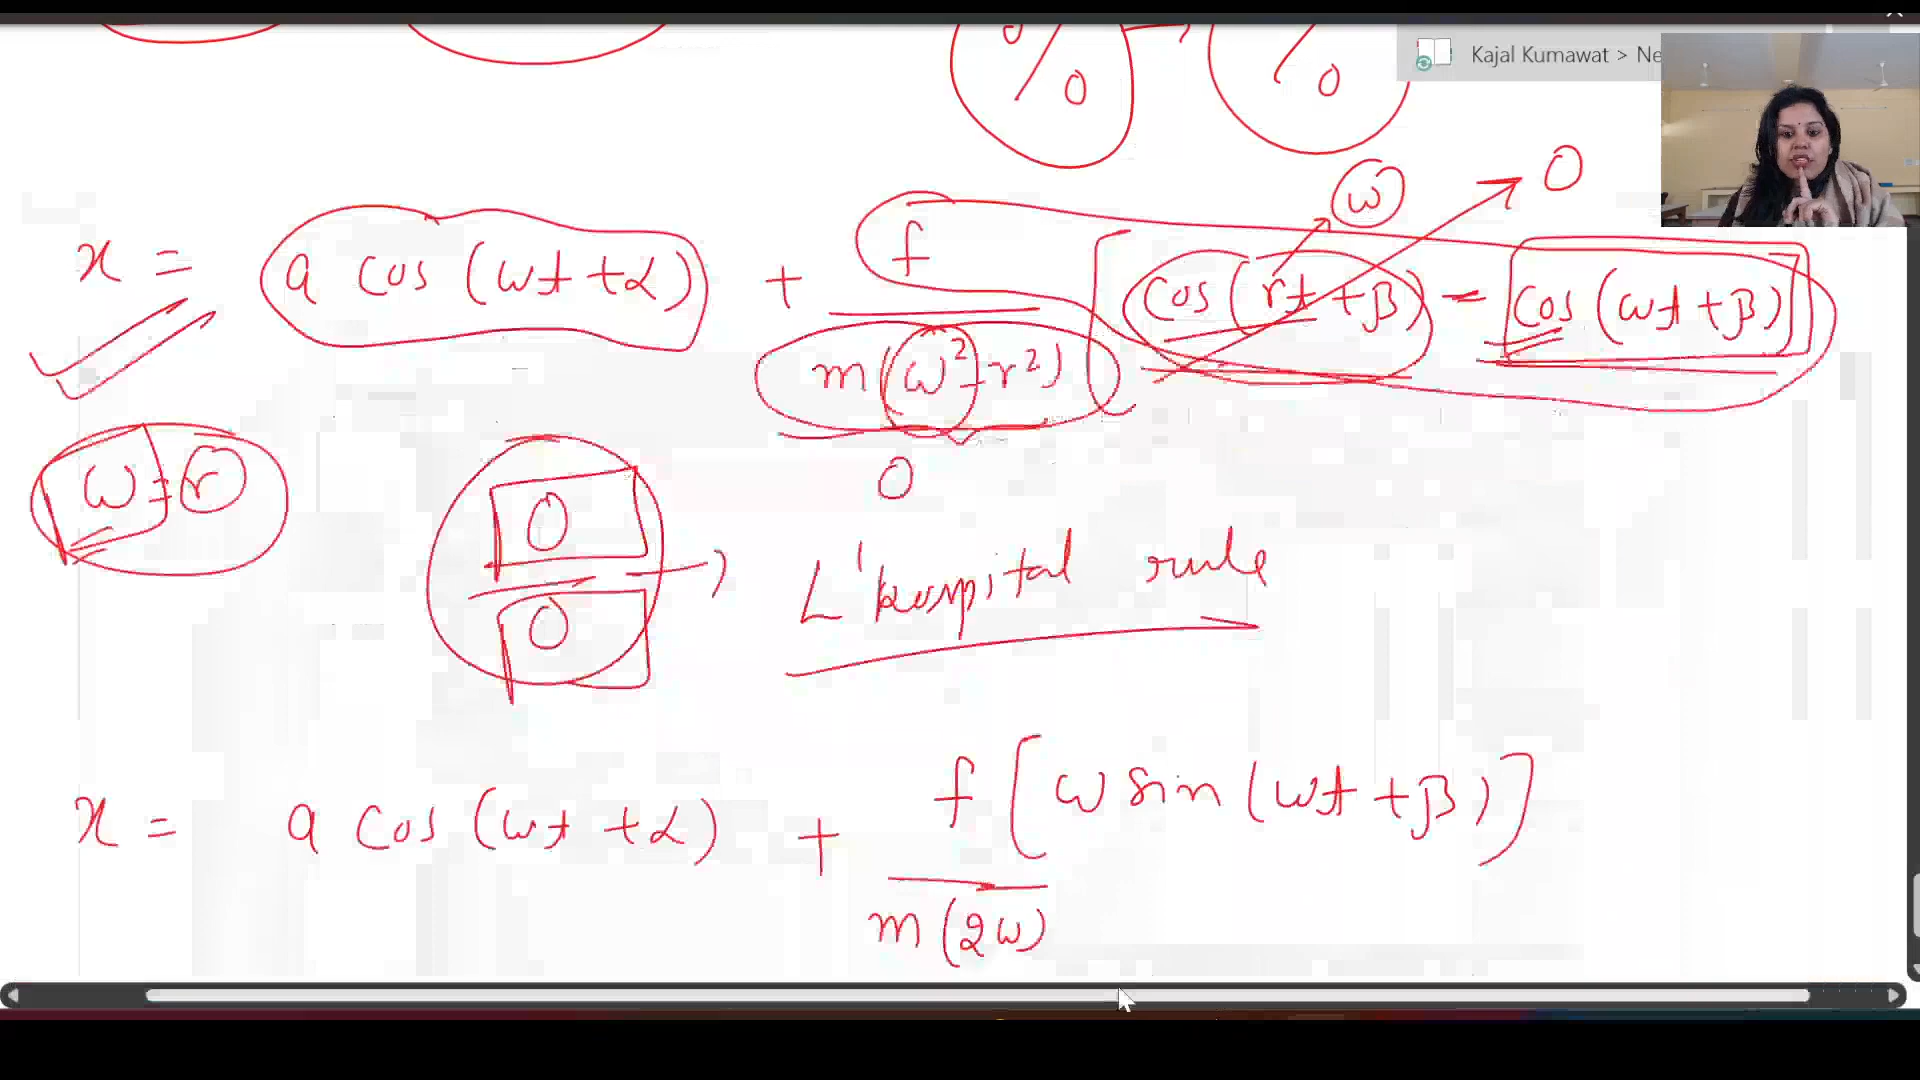 0/0 → /0
Kajal Kumawat > Ne
ω
0
x = a cos (ωt + α) + f / m(ω² - r²) [cos (rt + β) - cos (ωt + β)]
0
ω = r
0/0 → L'hospital rule
x = a cos (ωt + α) + f [ω sin (ωt + β)] / m (2ω)